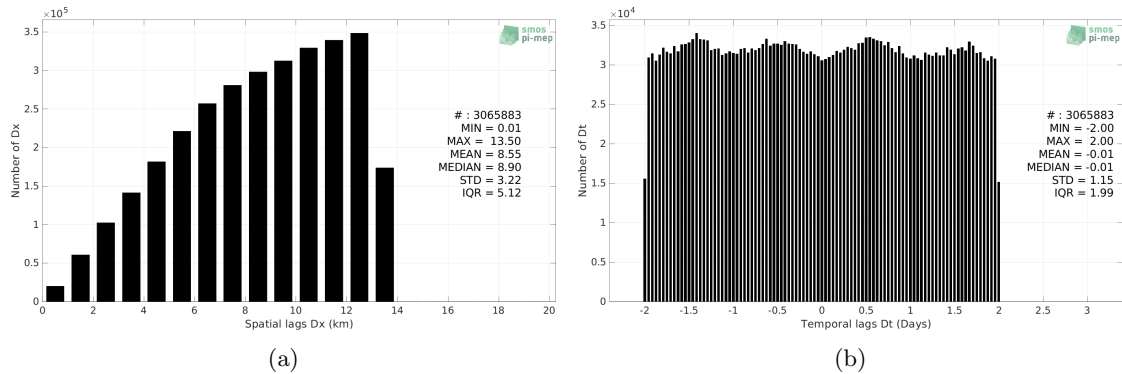 ×10^5
3.5
3
2.5
2
1.5
1
0.5
0
Number of Dx
0 2 4 6 8 10 12 14 16 18 20
Spatial lags Dx (km)
smos
pi-mep
# : 3065883
MIN = 0.01
MAX = 13.50
MEAN = 8.55
MEDIAN = 8.90
STD = 3.22
IQR = 5.12
(a)
×10^4
3.5
3
2.5
2
1.5
1
0.5
0
Number of Dt
-2 -1.5 -1 -0.5 0 0.5 1 1.5 2 2.5 3
Temporal lags Dt (Days)
smos
pi-mep
# : 3065883
MIN = -2.00
MAX = 2.00
MEAN = -0.01
MEDIAN = -0.01
STD = 1.15
IQR = 1.99
(b)